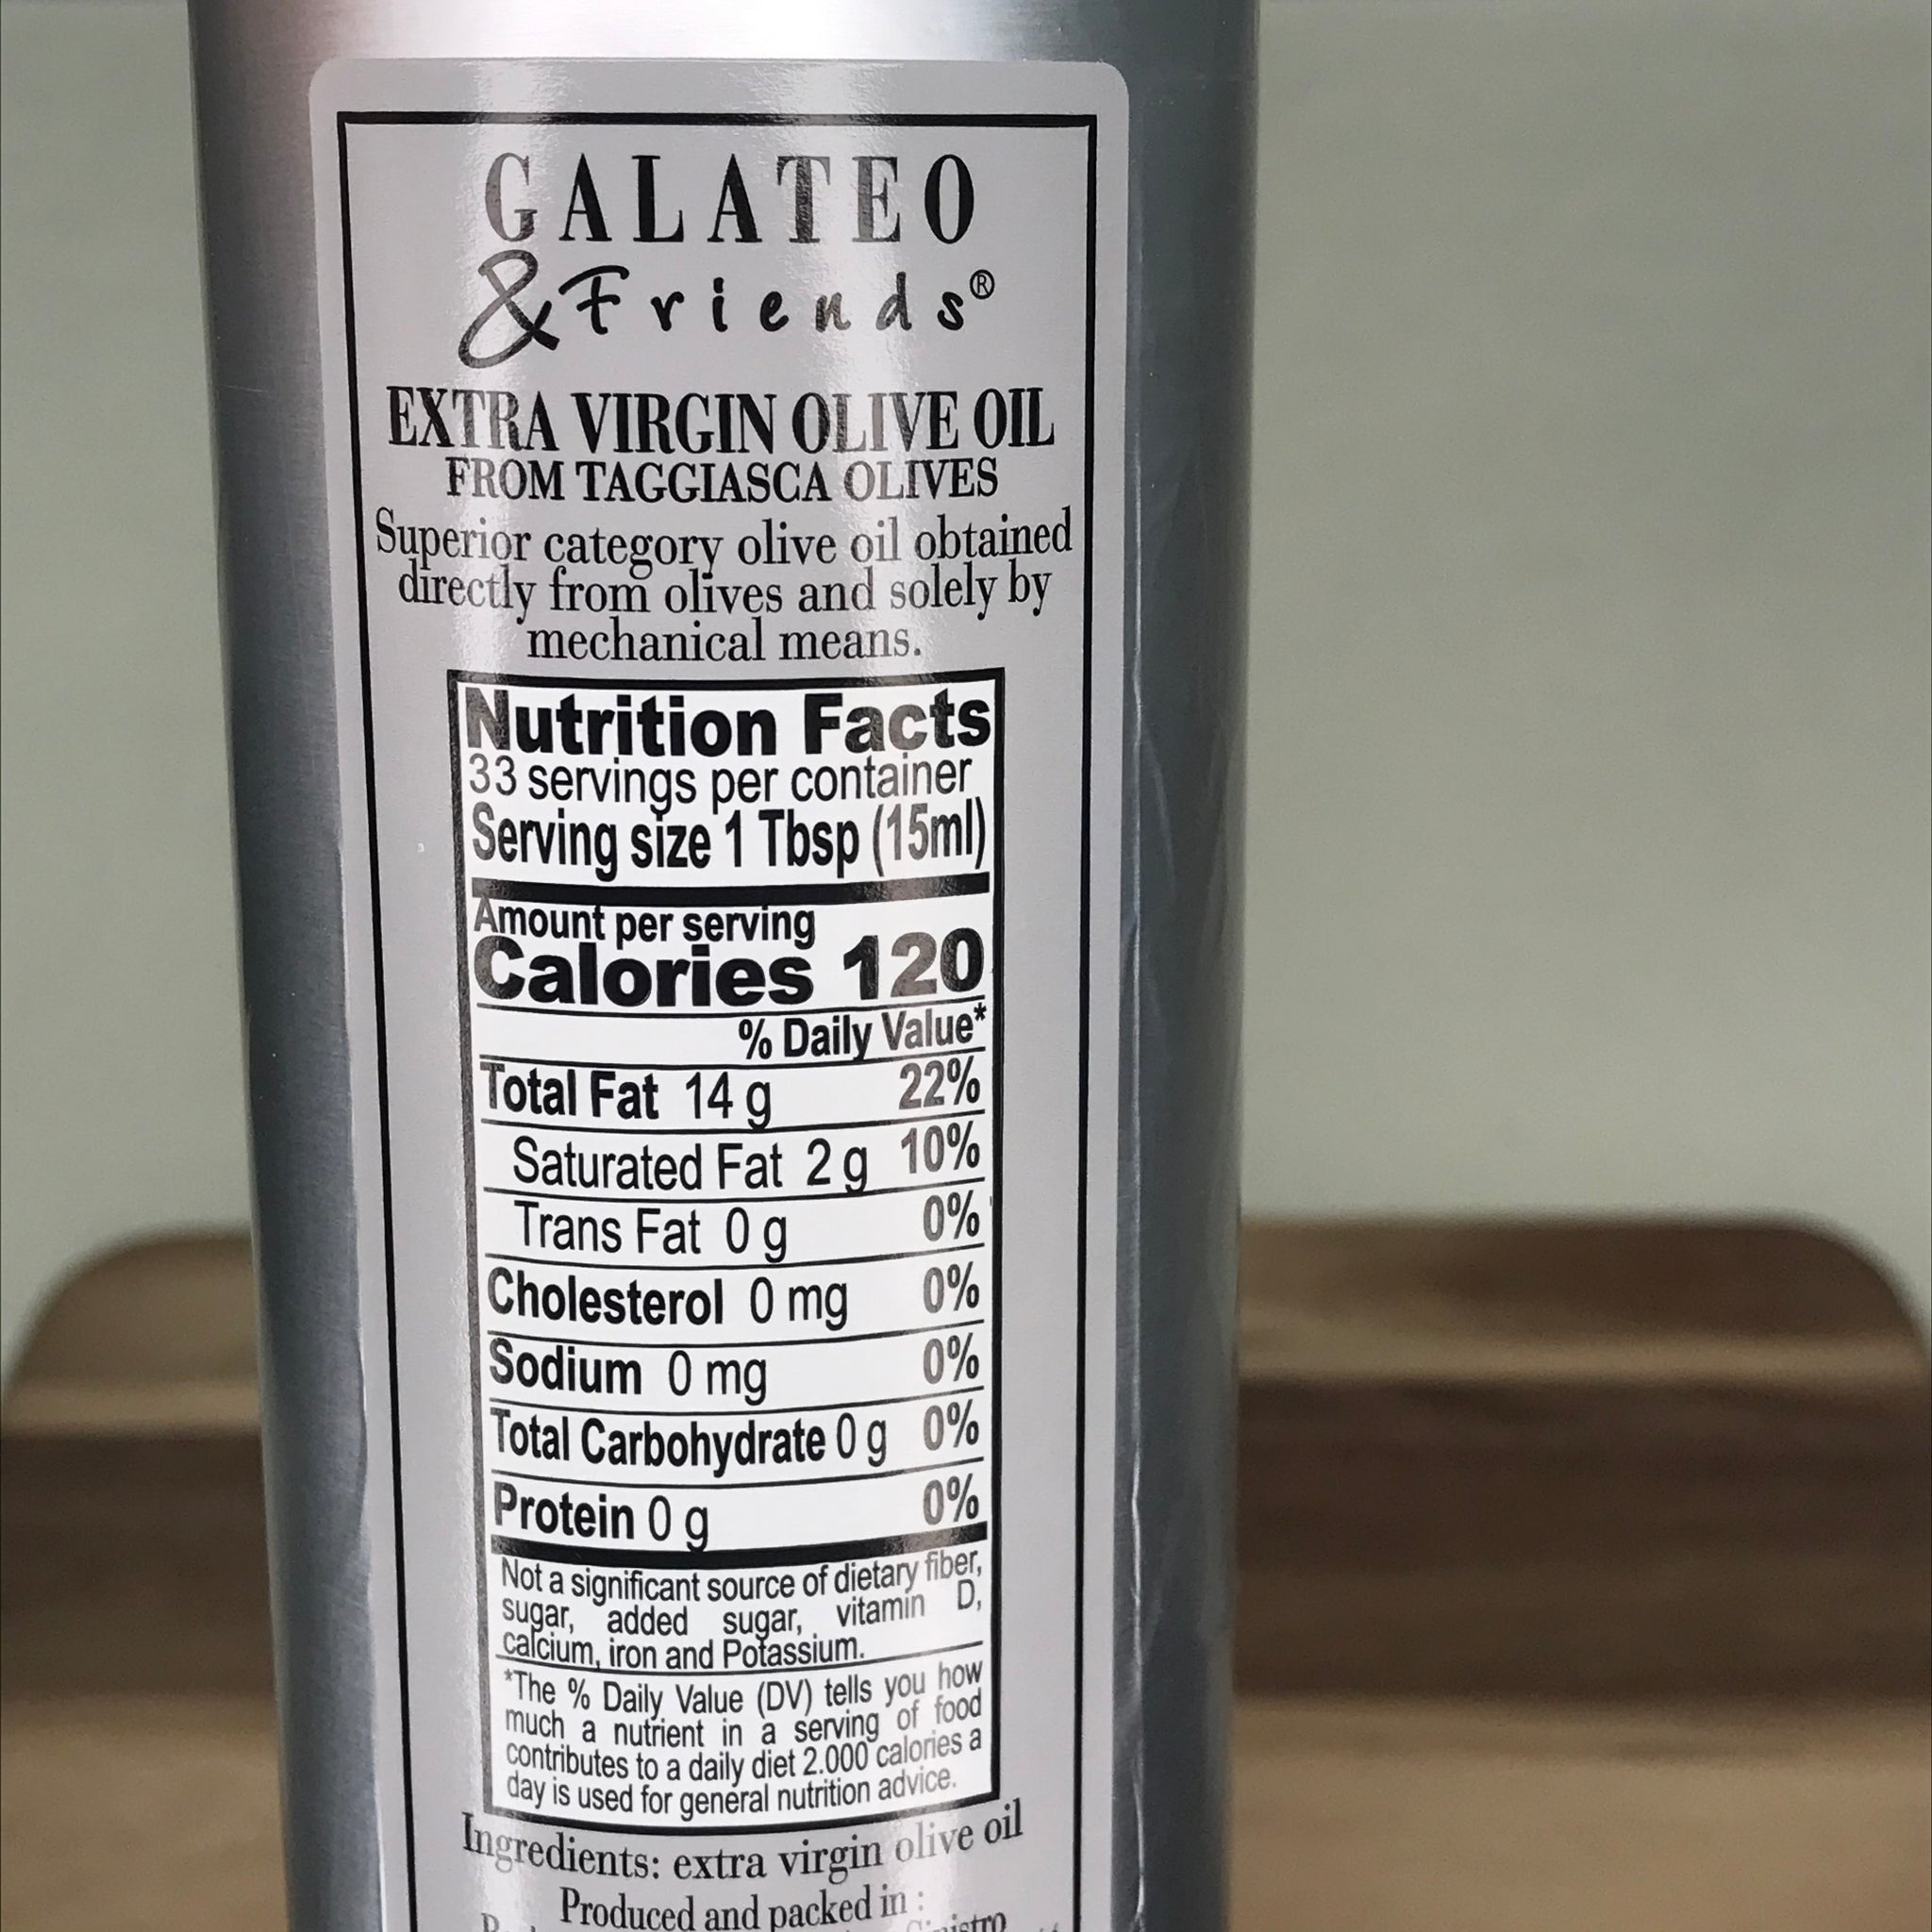 GALATEO
&Friends®
EXTRA VIRGIN OLIVE OIL
FROM TAGGIASCA OLIVES
Superior category olive oil obtained
directly from olives and solely by
mechanical means.
Nutrition Facts
33 servings per container
Serving size 1 Tbsp (15ml)
Amount per serving
Calories 120
% Daily Value*
Total Fat 14 g 22%
Saturated Fat 2 g 10%
Trans Fat 0 g 0%
Cholesterol 0 mg 0%
Sodium 0 mg 0%
Total Carbohydrate 0 g 0%
Protein 0 g 0%
Not a significant source of dietary fiber,
sugar, added sugar, vitamin D,
calcium, iron and Potassium.
*The % Daily Value (DV) tells you how
much a nutrient in a serving of food
contributes to a daily diet 2.000 calories a
day is used for general nutrition advice.
Ingredients: extra virgin olive oil
Produced and packed in :